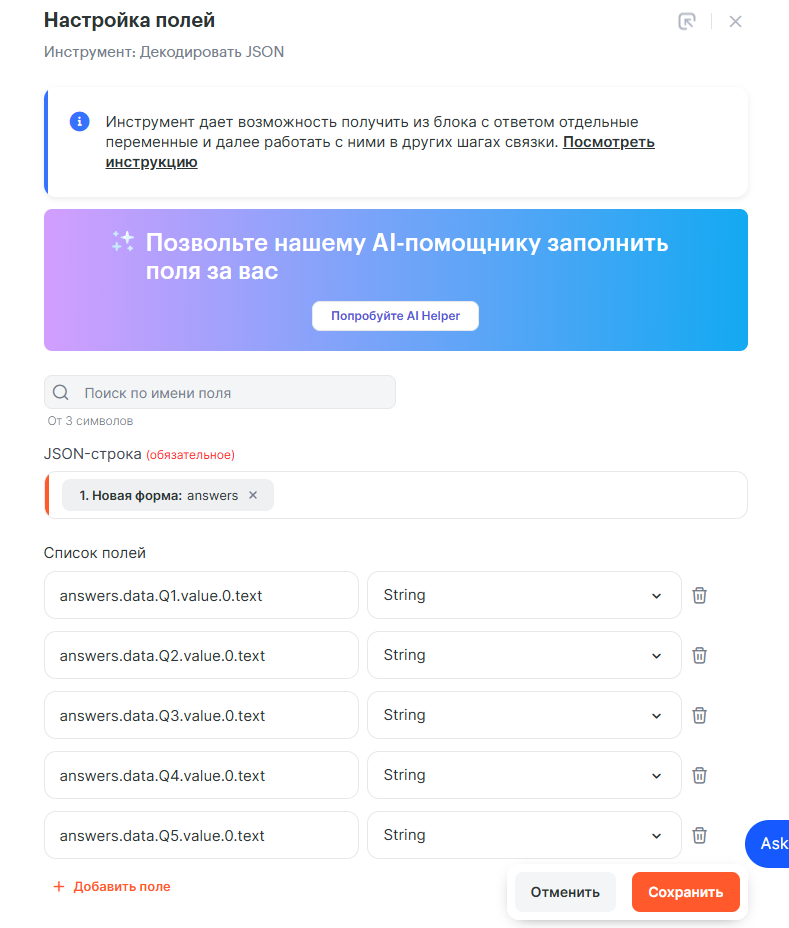 Настройка полей
Инструмент: Декодировать JSON
Инструмент дает возможность получить из блока с ответом отдельные
переменные и далее работать с ними в других шагах связки. Посмотреть
инструкцию
Позвольте нашему AI-помощнику заполнить
поля за вас
Попробуйте AI Helper
Поиск по имени поля
От 3 символов
JSON-строка (обязательное)
1. Новая форма: answers ×
Список полей
answers.data.Q1.value.0.text String
answers.data.Q2.value.0.text String
answers.data.Q3.value.0.text String
answers.data.Q4.value.0.text String
answers.data.Q5.value.0.text String
Ask
+ Добавить поле
Отменить Сохранить